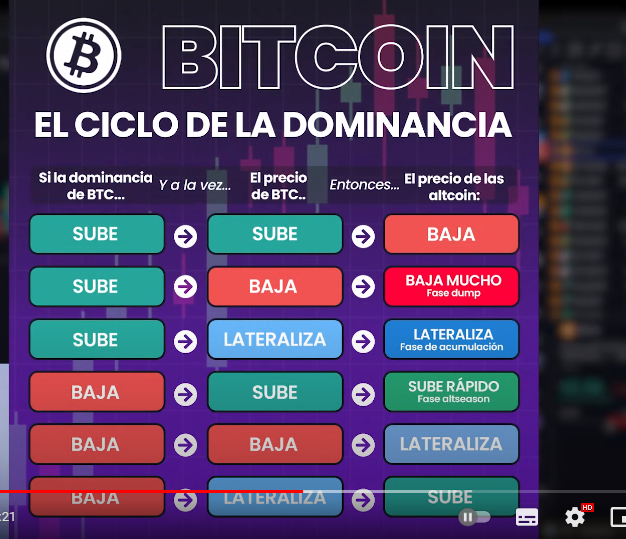 BITCOIN
EL CICLO DE LA DOMINANCIA
Si la dominancia
de BTC...
Y a la vez...
El precio
de BTC..
Entonces...
El precio de las
altcoin:
SUBE
SUBE
BAJA
SUBE
BAJA
BAJA MUCHO
Fase dump
SUBE
LATERALIZA
LATERALIZA
Fase de acumulación
BAJA
SUBE
SUBE RÁPIDO
Fase altseason
BAJA
BAJA
LATERALIZA
BAJA
LATERALIZA
SUBE
:21
HD